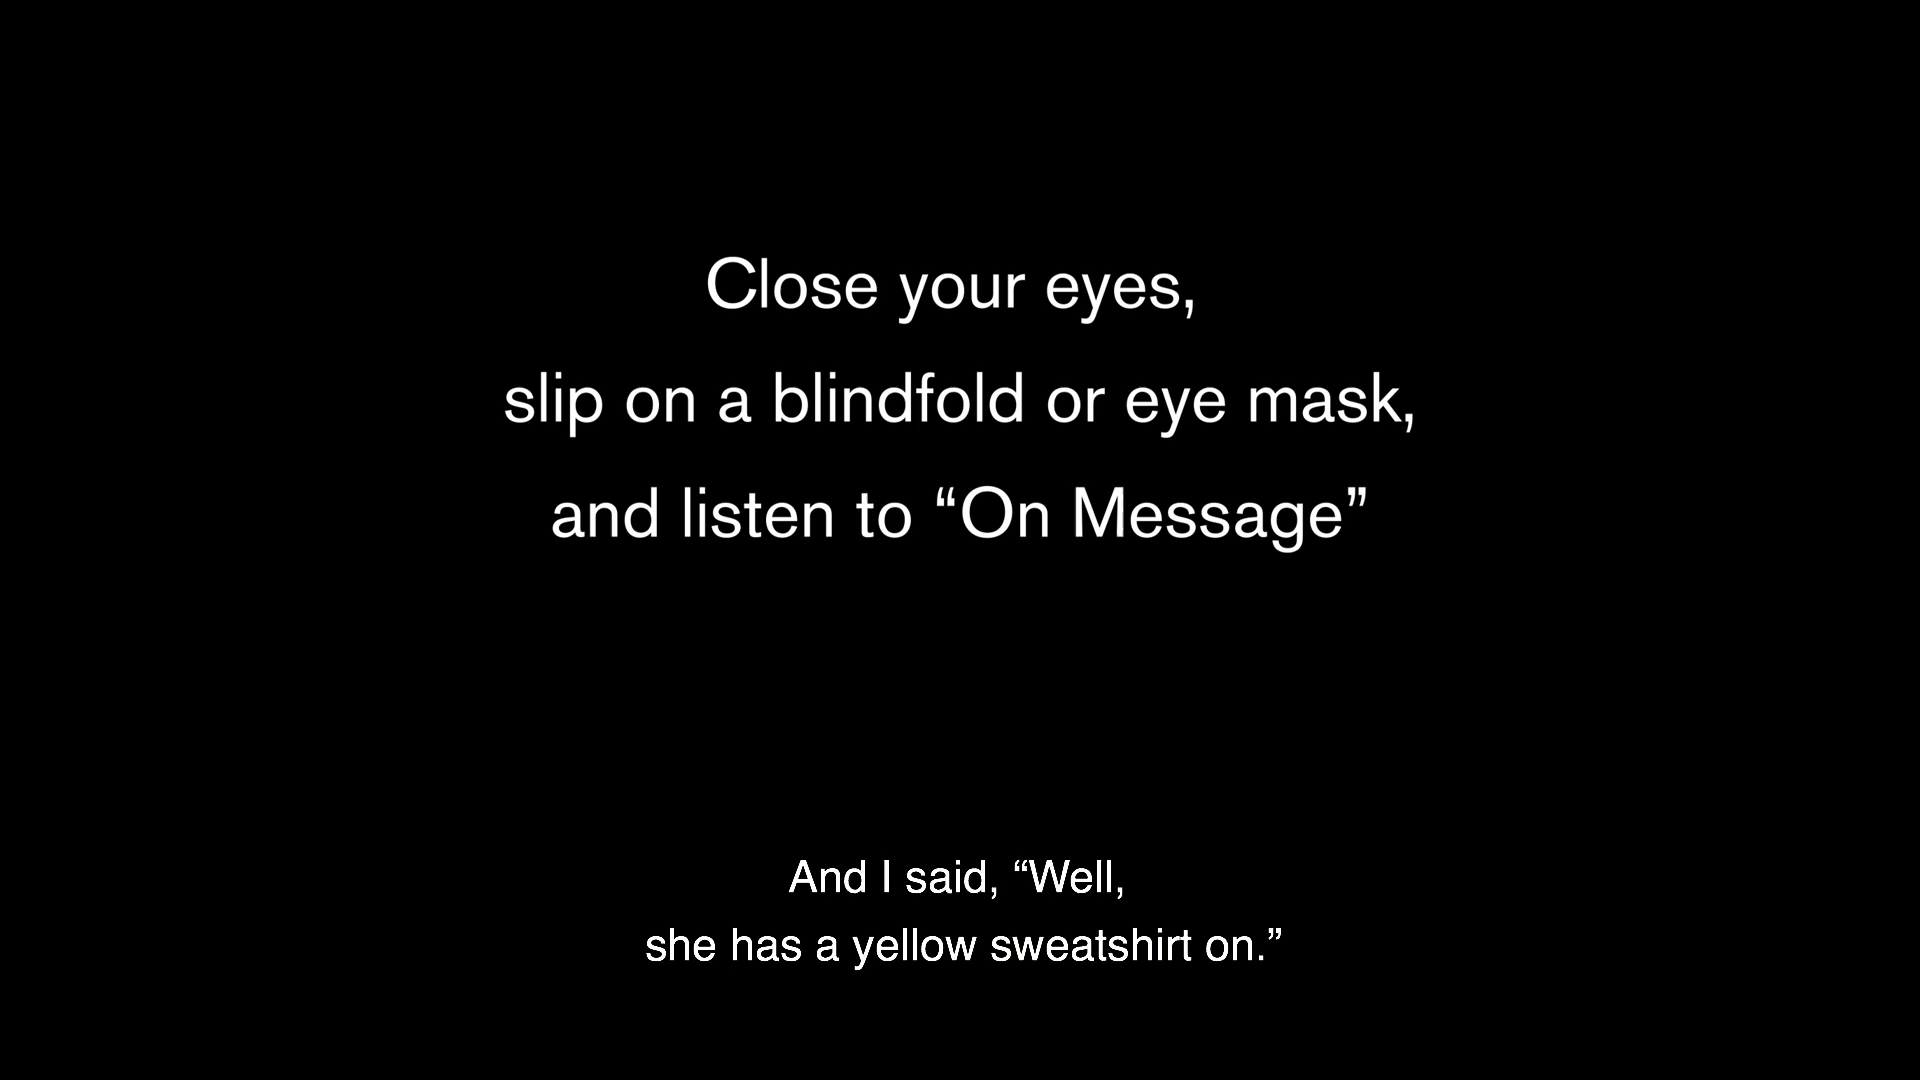 Close your eyes,
slip on a blindfold or eye mask,
and listen to “On Message”
And I said, “Well,
she has a yellow sweatshirt on.”